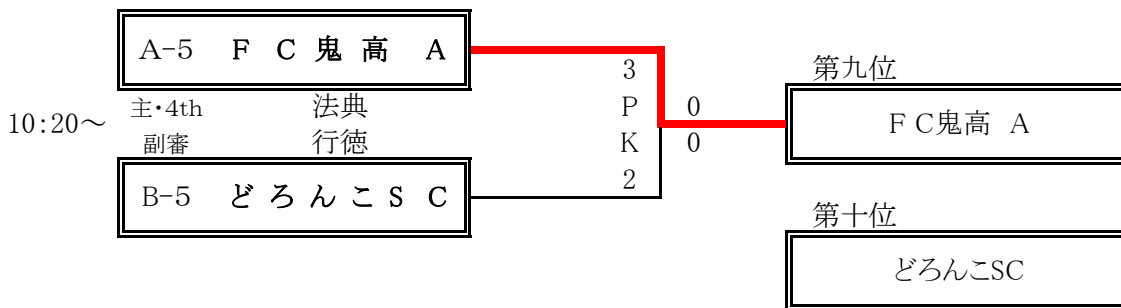 A-5 FC鬼高 A
3
第九位
10:20～
主・4th 法典
P
0
FC鬼高 A
副審 行徳
K
0
B-5 どろんこSC
2
第十位
どろんこSC